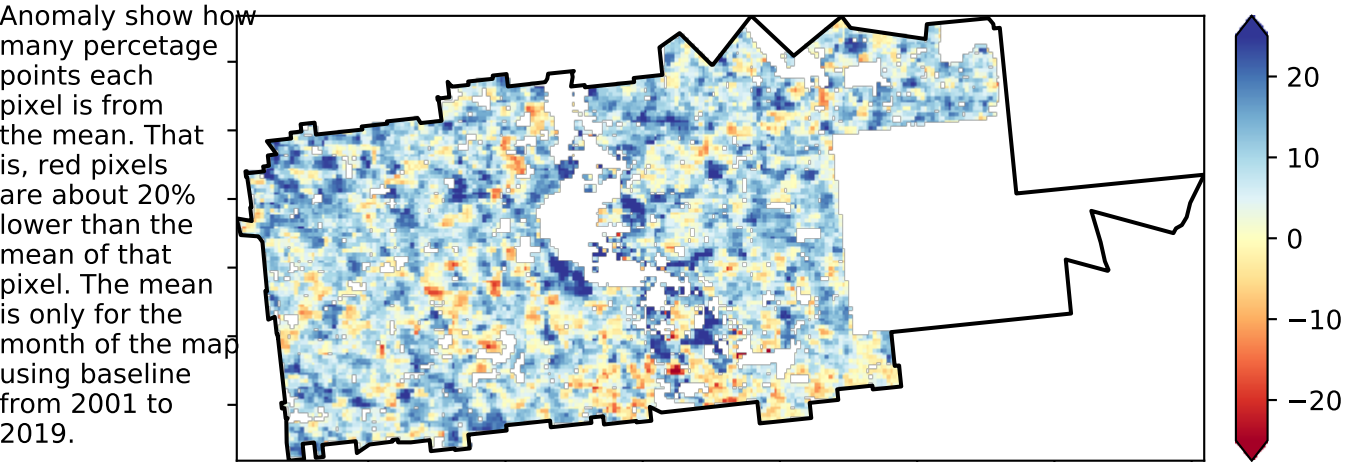 Anomaly show how
many percetage
points each
pixel is from
the mean. That
is, red pixels
are about 20%
lower than the
mean of that
pixel. The mean
is only for the
month of the map
using baseline
from 2001 to
2019.
20
10
0
−10
−20